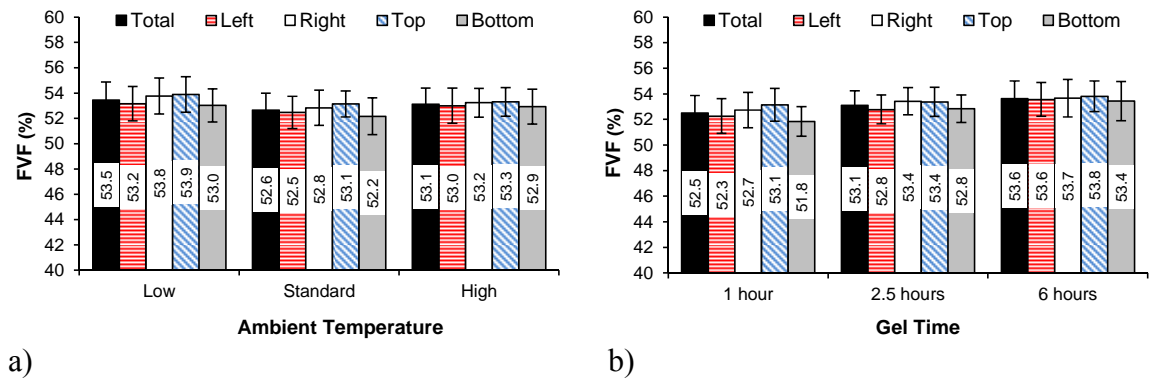 60
58
56
54
52
50
48
46
44
42
40
FVF (%)
Total Left Right Top Bottom
53.5 53.2 53.8 53.9 53.0
52.6 52.5 52.8 53.1 52.2
53.1 53.0 53.2 53.3 52.9
Low Standard High
Ambient Temperature
a)
60
58
56
54
52
50
48
46
44
42
40
FVF (%)
Total Left Right Top Bottom
52.5 52.3 52.7 53.1 51.8
53.1 52.8 53.4 53.4 52.8
53.6 53.6 53.7 53.8 53.4
1 hour 2.5 hours 6 hours
Gel Time
b)